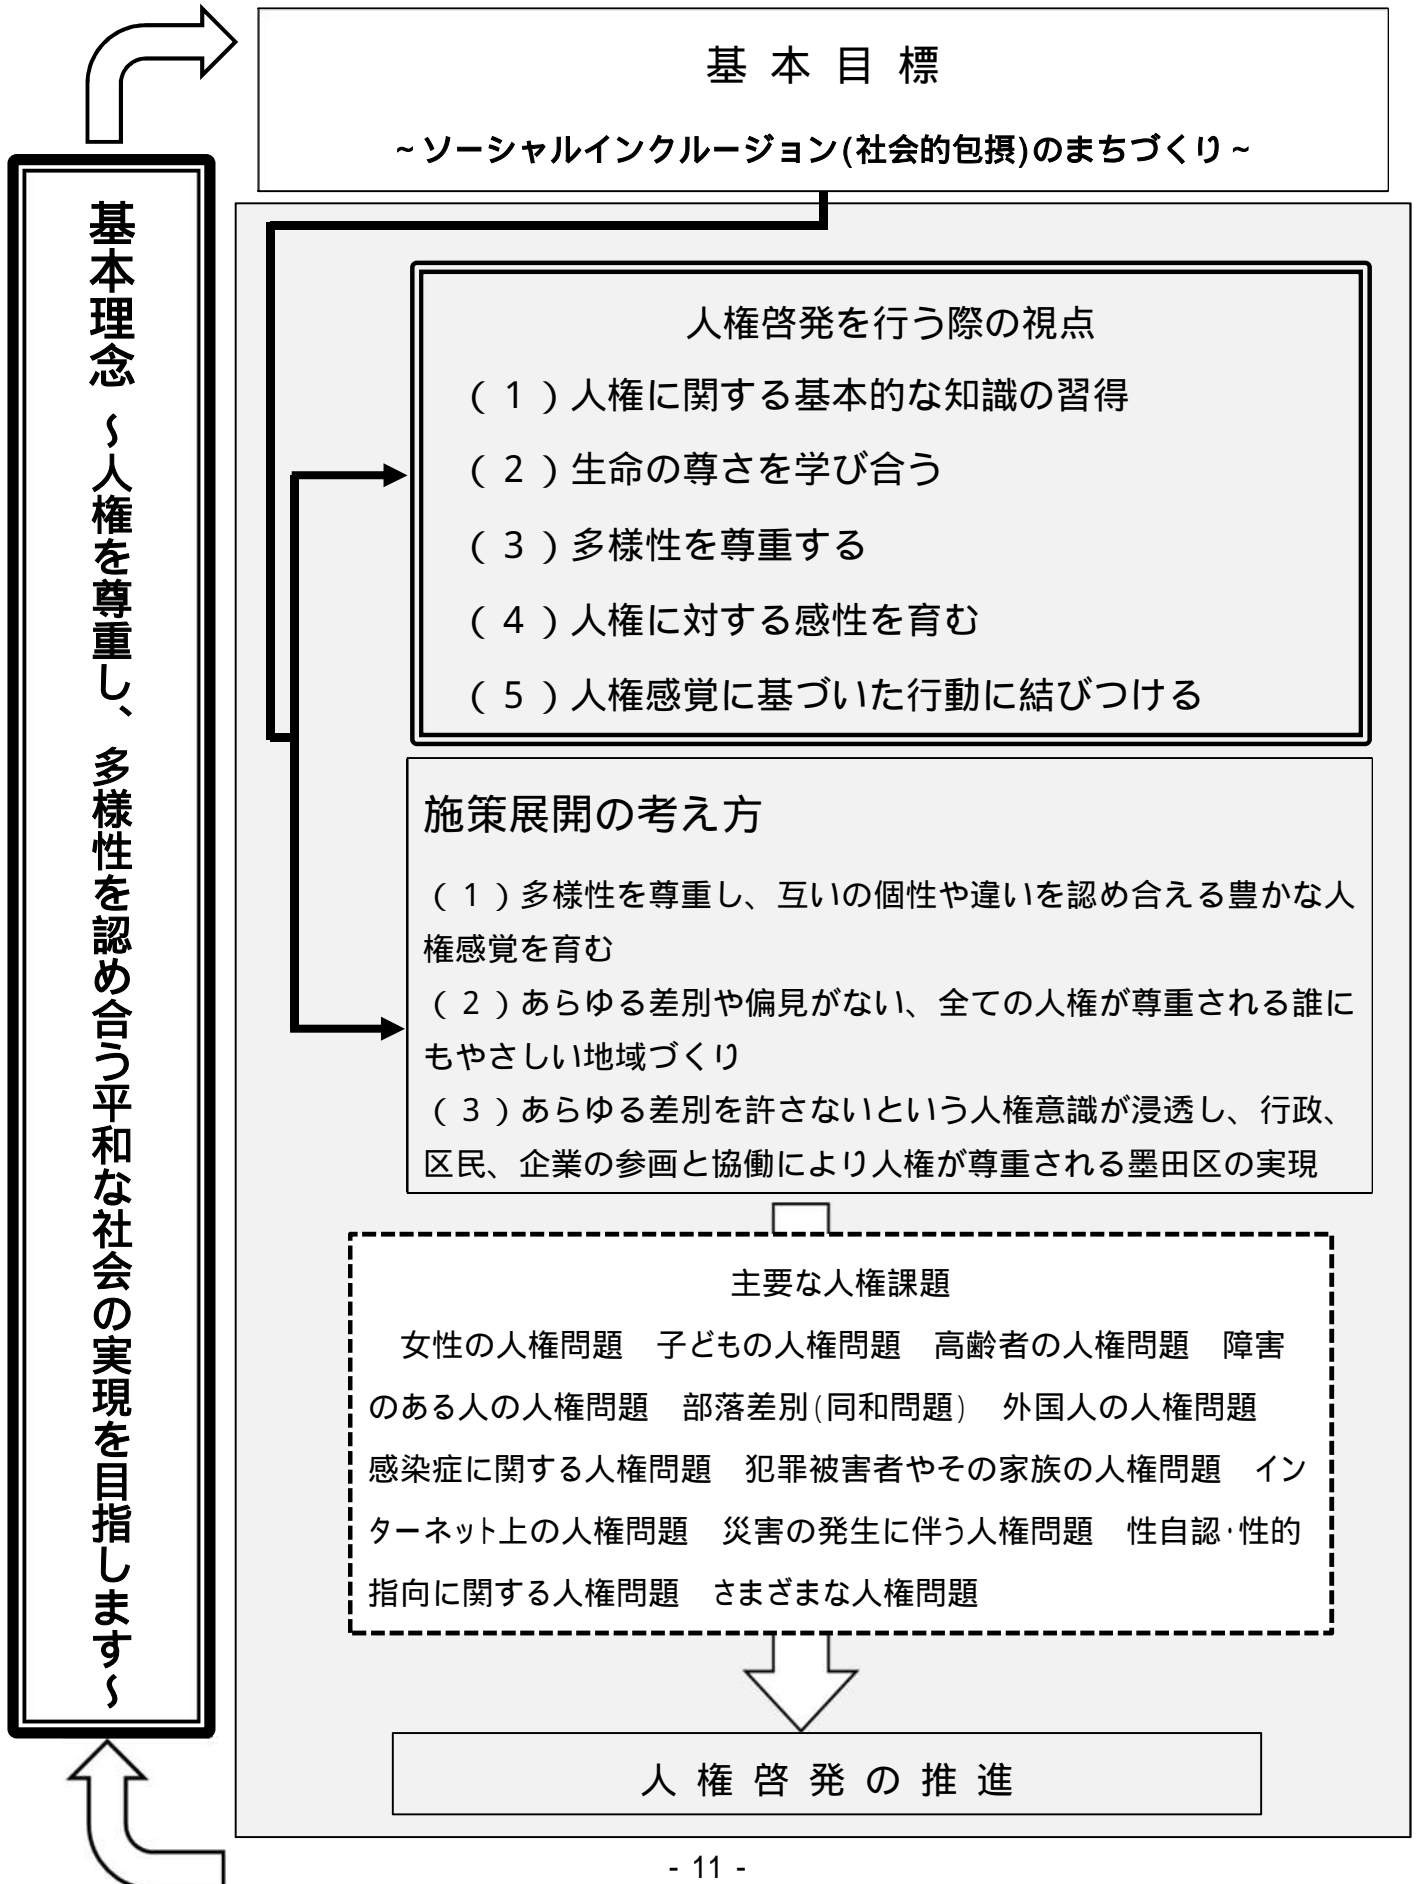 基本目標
~ソーシャルインクルージョン(社会的包摂)のまちづくり~
基本理念 ~人権を尊重し、多様性を認め合う平和な社会の実現を目指します~
人権啓発を行う際の視点
(1)人権に関する基本的な知識の習得
(2)生命の尊さを学び合う
(3)多様性を尊重する
(4)人権に対する感性を育む
(5)人権感覚に基づいた行動に結びつける
施策展開の考え方
(1)多様性を尊重し、互いの個性や違いを認め合える豊かな人
権感覚を育む
(2)あらゆる差別や偏見がない、全ての人権が尊重される誰に
もやさしい地域づくり
(3)あらゆる差別を許さないという人権意識が浸透し、行政、
区民、企業の参画と協働により人権が尊重される墨田区の実現
主要な人権課題
女性の人権問題 子どもの人権問題 高齢者の人権問題 障害
のある人の人権問題 部落差別(同和問題) 外国人の人権問題
感染症に関する人権問題 犯罪被害者やその家族の人権問題 イン
ターネット上の人権問題 災害の発生に伴う人権問題 性自認・性的
指向に関する人権問題 さまざまな人権問題
人権啓発の推進
- 11 -